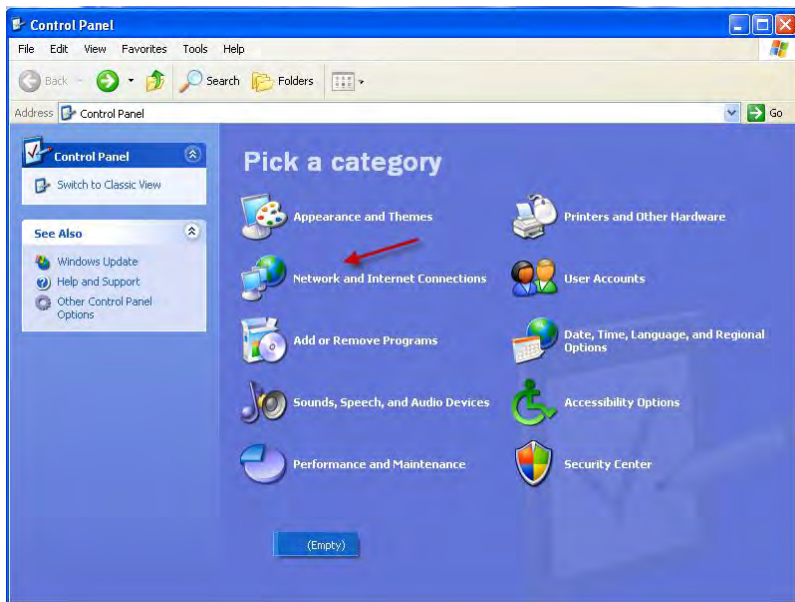 Control Panel
File Edit View Favorites Tools Help
Back Search Folders
Address Control Panel Go
Control Panel
Switch to Classic View
See Also
Windows Update
Help and Support
Other Control Panel
Options
Pick a category
Appearance and Themes
Printers and Other Hardware
Network and Internet Connections
User Accounts
Add or Remove Programs
Date, Time, Language, and Regional
Options
Sounds, Speech, and Audio Devices
Accessibility Options
Performance and Maintenance
Security Center
(Empty)